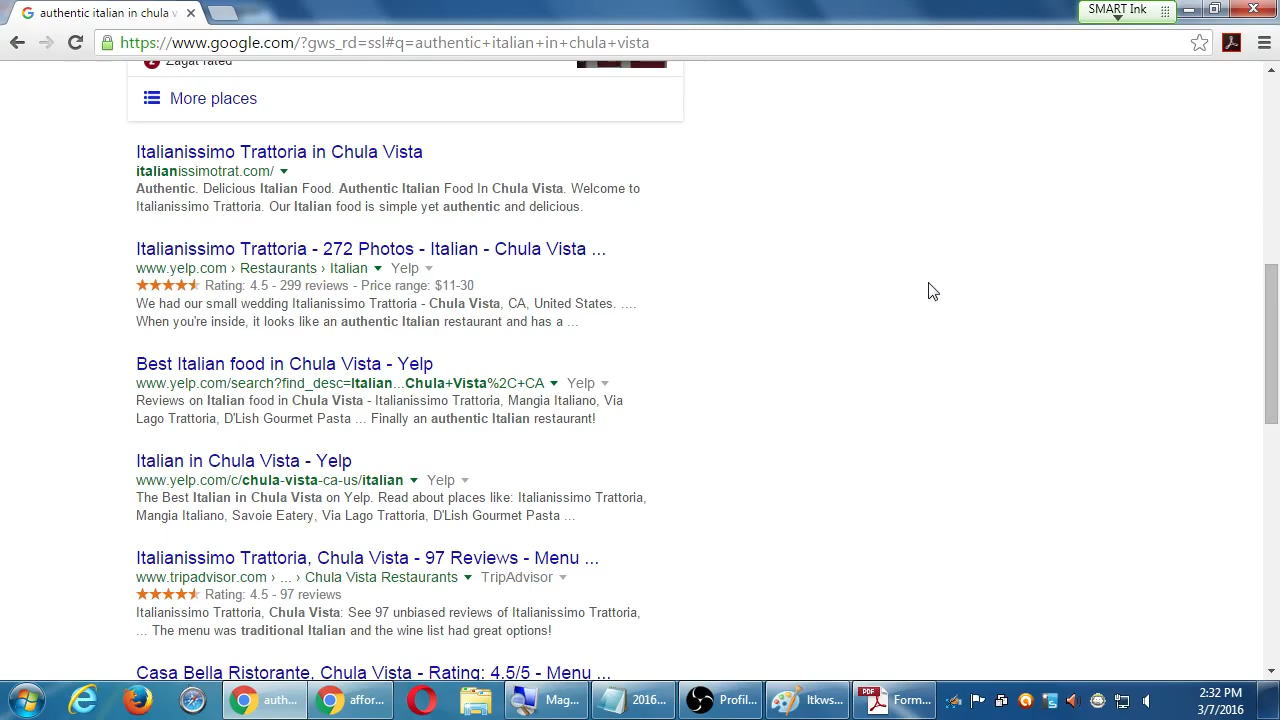 authentic italian in chula v
SMART Ink
https://www.google.com/?gws_rd=ssl#q=authentic+italian+in+chula+vista
Zagat rated
More places
Italianissimo Trattoria in Chula Vista
italianissimotrat.com/
Authentic. Delicious Italian Food. Authentic Italian Food In Chula Vista. Welcome to
Italianissimo Trattoria. Our Italian food is simple yet authentic and delicious.
Italianissimo Trattoria - 272 Photos - Italian - Chula Vista ...
www.yelp.com › Restaurants › Italian Yelp
Rating: 4.5 - 299 reviews - Price range: $11-30
We had our small wedding Italianissimo Trattoria - Chula Vista, CA, United States. ....
When you're inside, it looks like an authentic Italian restaurant and has a ...
Best Italian food in Chula Vista - Yelp
www.yelp.com/search?find_desc=Italian...Chula+Vista%2C+CA Yelp
Reviews on Italian food in Chula Vista - Italianissimo Trattoria, Mangia Italiano, Via
Lago Trattoria, D'Lish Gourmet Pasta ... Finally an authentic Italian restaurant!
Italian in Chula Vista - Yelp
www.yelp.com/c/chula-vista-ca-us/italian Yelp
The Best Italian in Chula Vista on Yelp. Read about places like: Italianissimo Trattoria,
Mangia Italiano, Savoie Eatery, Via Lago Trattoria, D'Lish Gourmet Pasta ...
Italianissimo Trattoria, Chula Vista - 97 Reviews - Menu ...
www.tripadvisor.com › ... › Chula Vista Restaurants TripAdvisor
Rating: 4.5 - 97 reviews
Italianissimo Trattoria, Chula Vista: See 97 unbiased reviews of Italianissimo Trattoria,
... The menu was traditional Italian and the wine list had great options!
Casa Bella Ristorante, Chula Vista - Rating: 4.5/5 - Menu ...
auth... affor... Mag... 2016... Profil... ltkws... PDF Form...
2:32 PM
3/7/2016